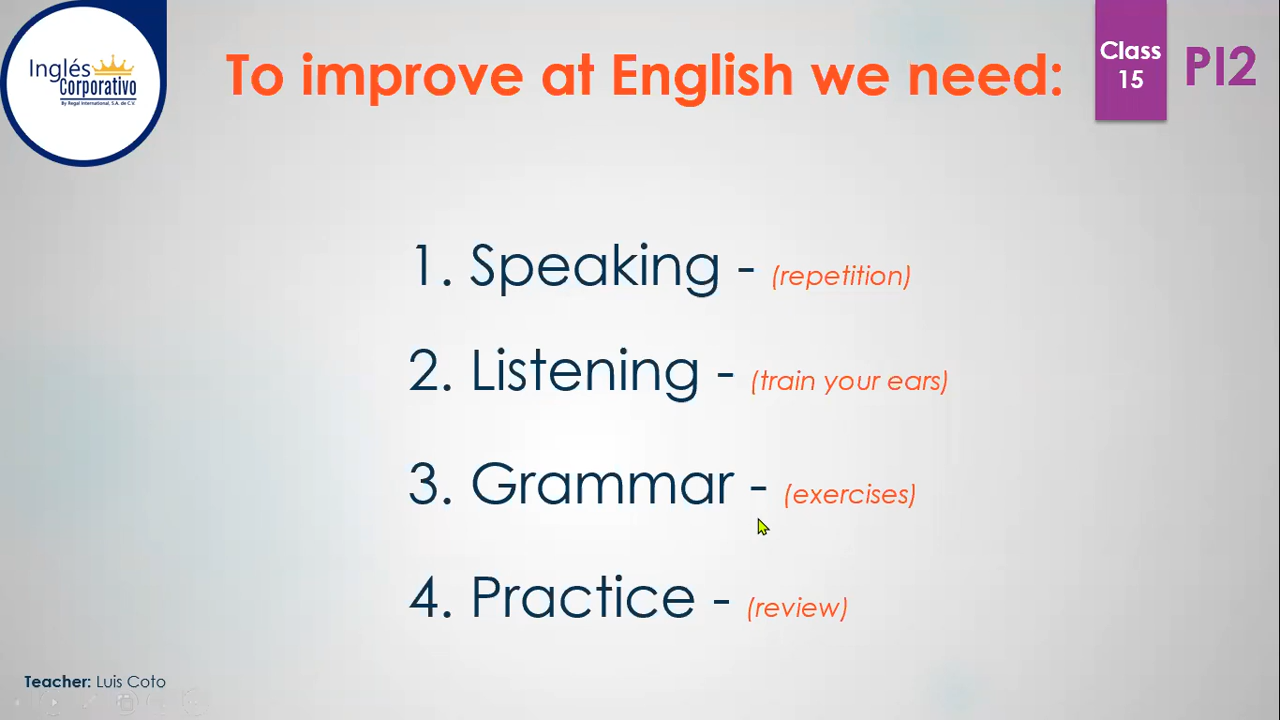 Inglés
Corporativo
By Regal International, S.A. de C.V.
To improve at English we need:
Class
15
PI2
1. Speaking - (repetition)
2. Listening - (train your ears)
3. Grammar - (exercises)
4. Practice - (review)
Teacher: Luis Coto